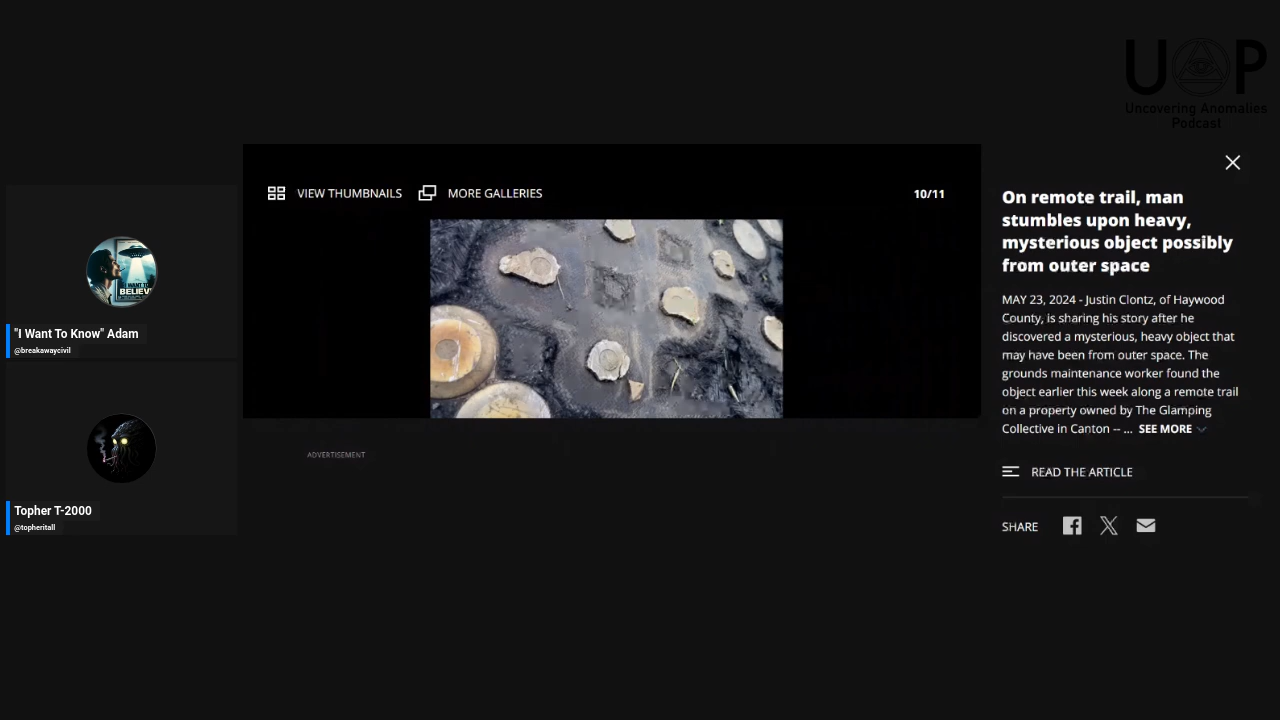 UAP
Uncovering Anomalies
Podcast
VIEW THUMBNAILS
MORE GALLERIES
10/11
On remote trail, man
stumbles upon heavy,
mysterious object possibly
from outer space
MAY 23, 2024 - Justin Clontz, of Haywood
County, is sharing his story after he
discovered a mysterious, heavy object that
may have been from outer space. The
grounds maintenance worker found the
object earlier this week along a remote trail
on a property owned by The Glamping
Collective in Canton -- ... SEE MORE
READ THE ARTICLE
SHARE
ADVERTISEMENT
I WANT TO
BELIEV
"I Want To Know" Adam
@breakawaycivil
Topher T-2000
@topheritall